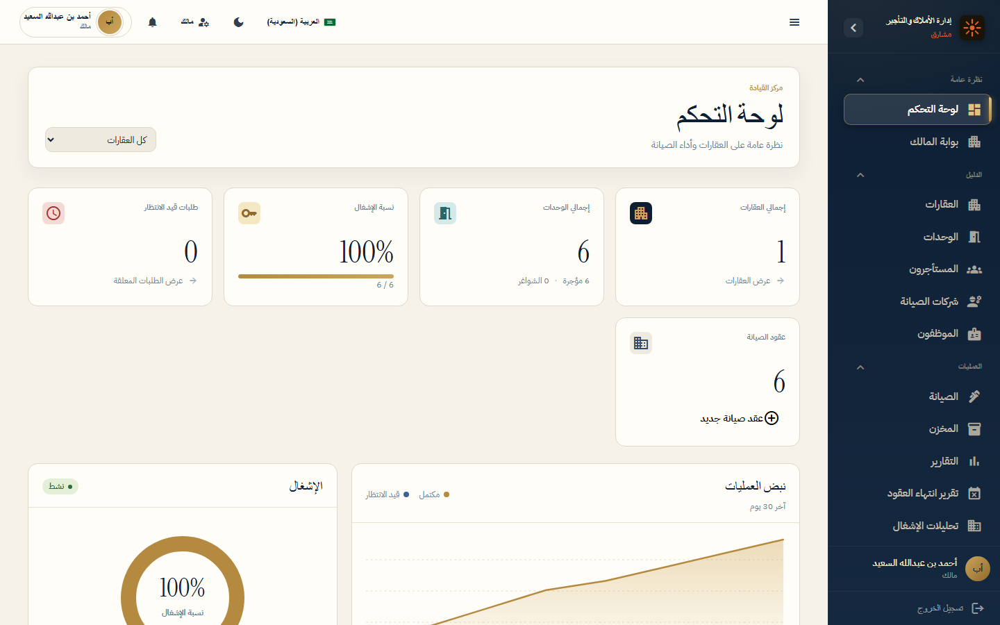 إدارة الأملاك والتأجير
مشارق
نظرة عامة
لوحة التحكم
بوابة المالك
الدليل
العقارات
الوحدات
المستأجرون
شركات الصيانة
الموظفون
العمليات
الصيانة
المخزن
التقارير
تقرير انتهاء العقود
تحليلات الإشغال
أب
أحمد بن عبدالله السعيد
مالك
تسجيل الخروج
العربية (السعودية)
مالك
أب
أحمد بن عبدالله السعيد
مالك
مركز القيادة
لوحة التحكم
نظرة عامة على العقارات وأداء الصيانة
كل العقارات
إجمالي العقارات
1
عرض العقارات
إجمالي الوحدات
6
6 مؤجرة · 0 الشواغر
نسبة الإشغال
100%
6 / 6
طلبات قيد الانتظار
0
عرض الطلبات المعلقة
عقود الصيانة
6
عقد صيانة جديد
نبض العمليات
آخر 30 يوم
مكتمل
قيد الانتظار
الإشغال
نشط
100%
نسبة الإشغال